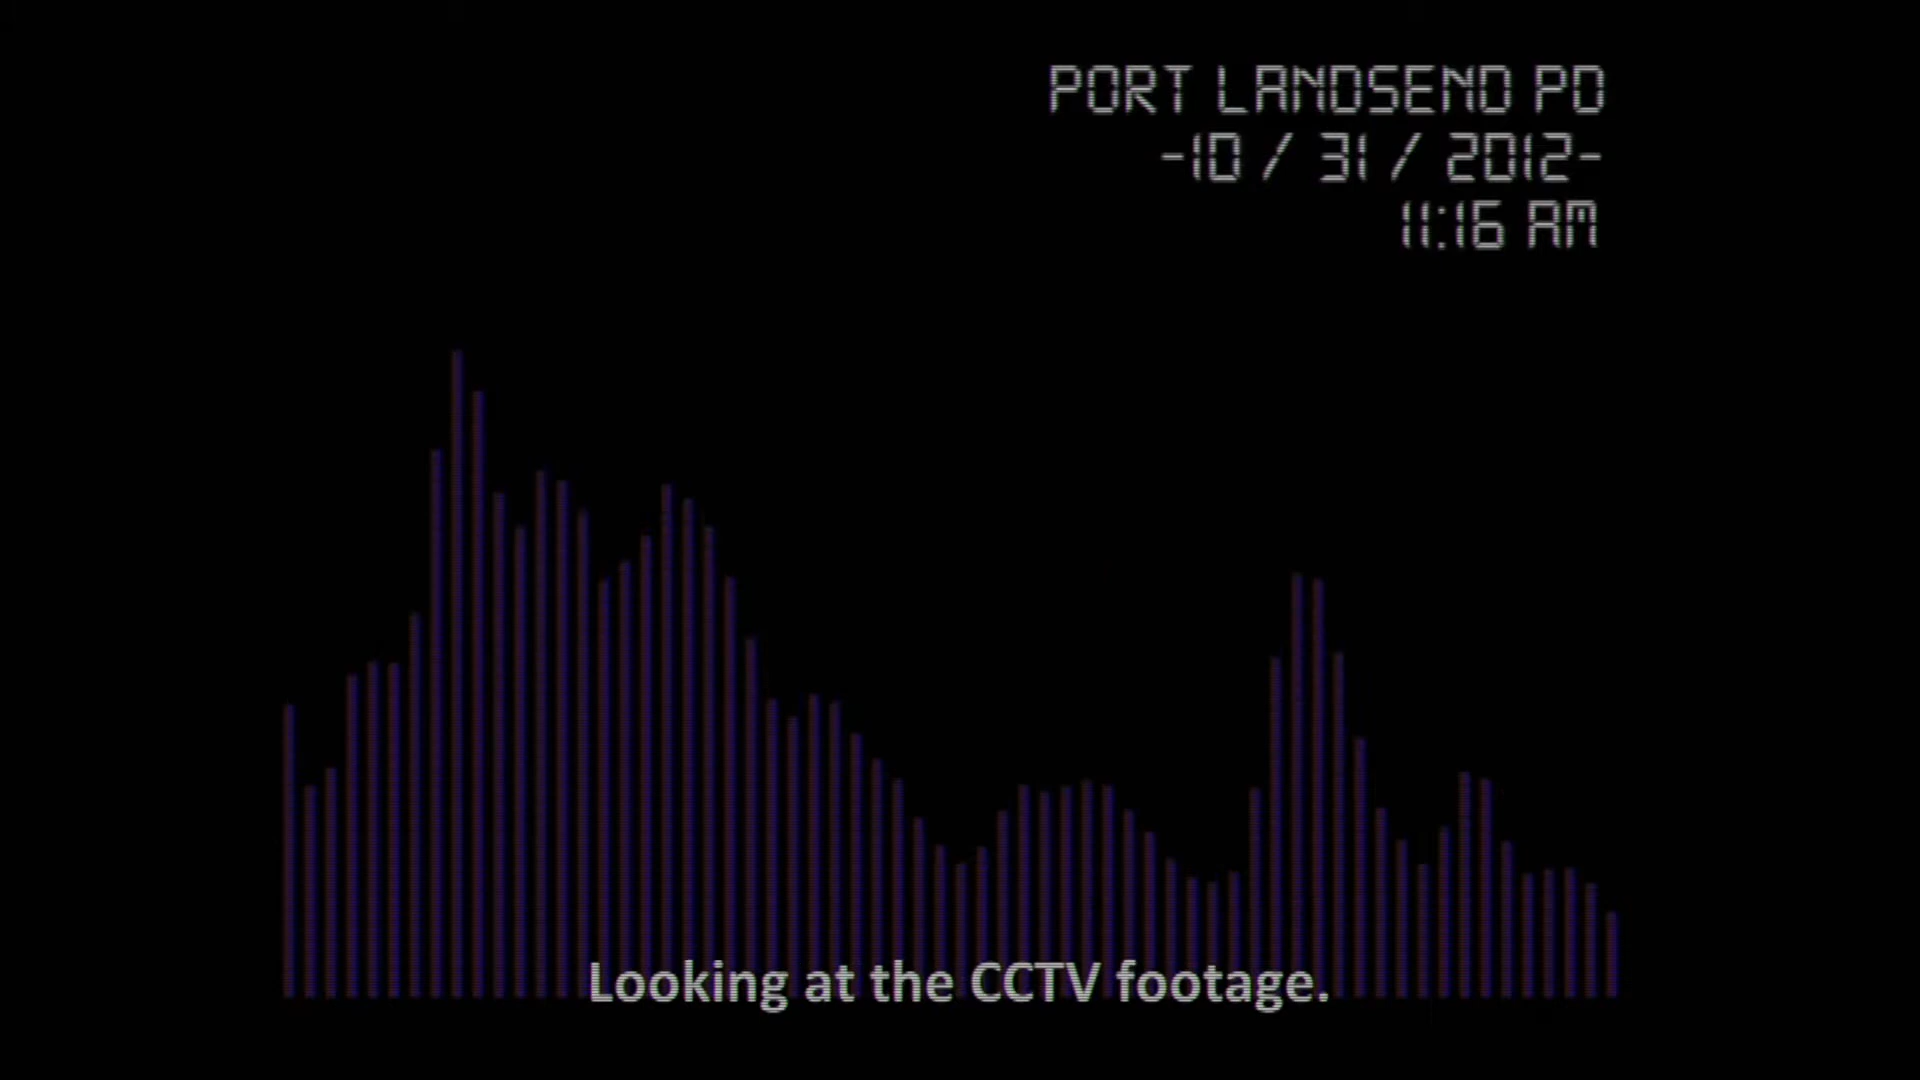 PORT LANDSEND PD
-10 / 31 / 2012-
11:16 AM
Looking at the CCTV footage.